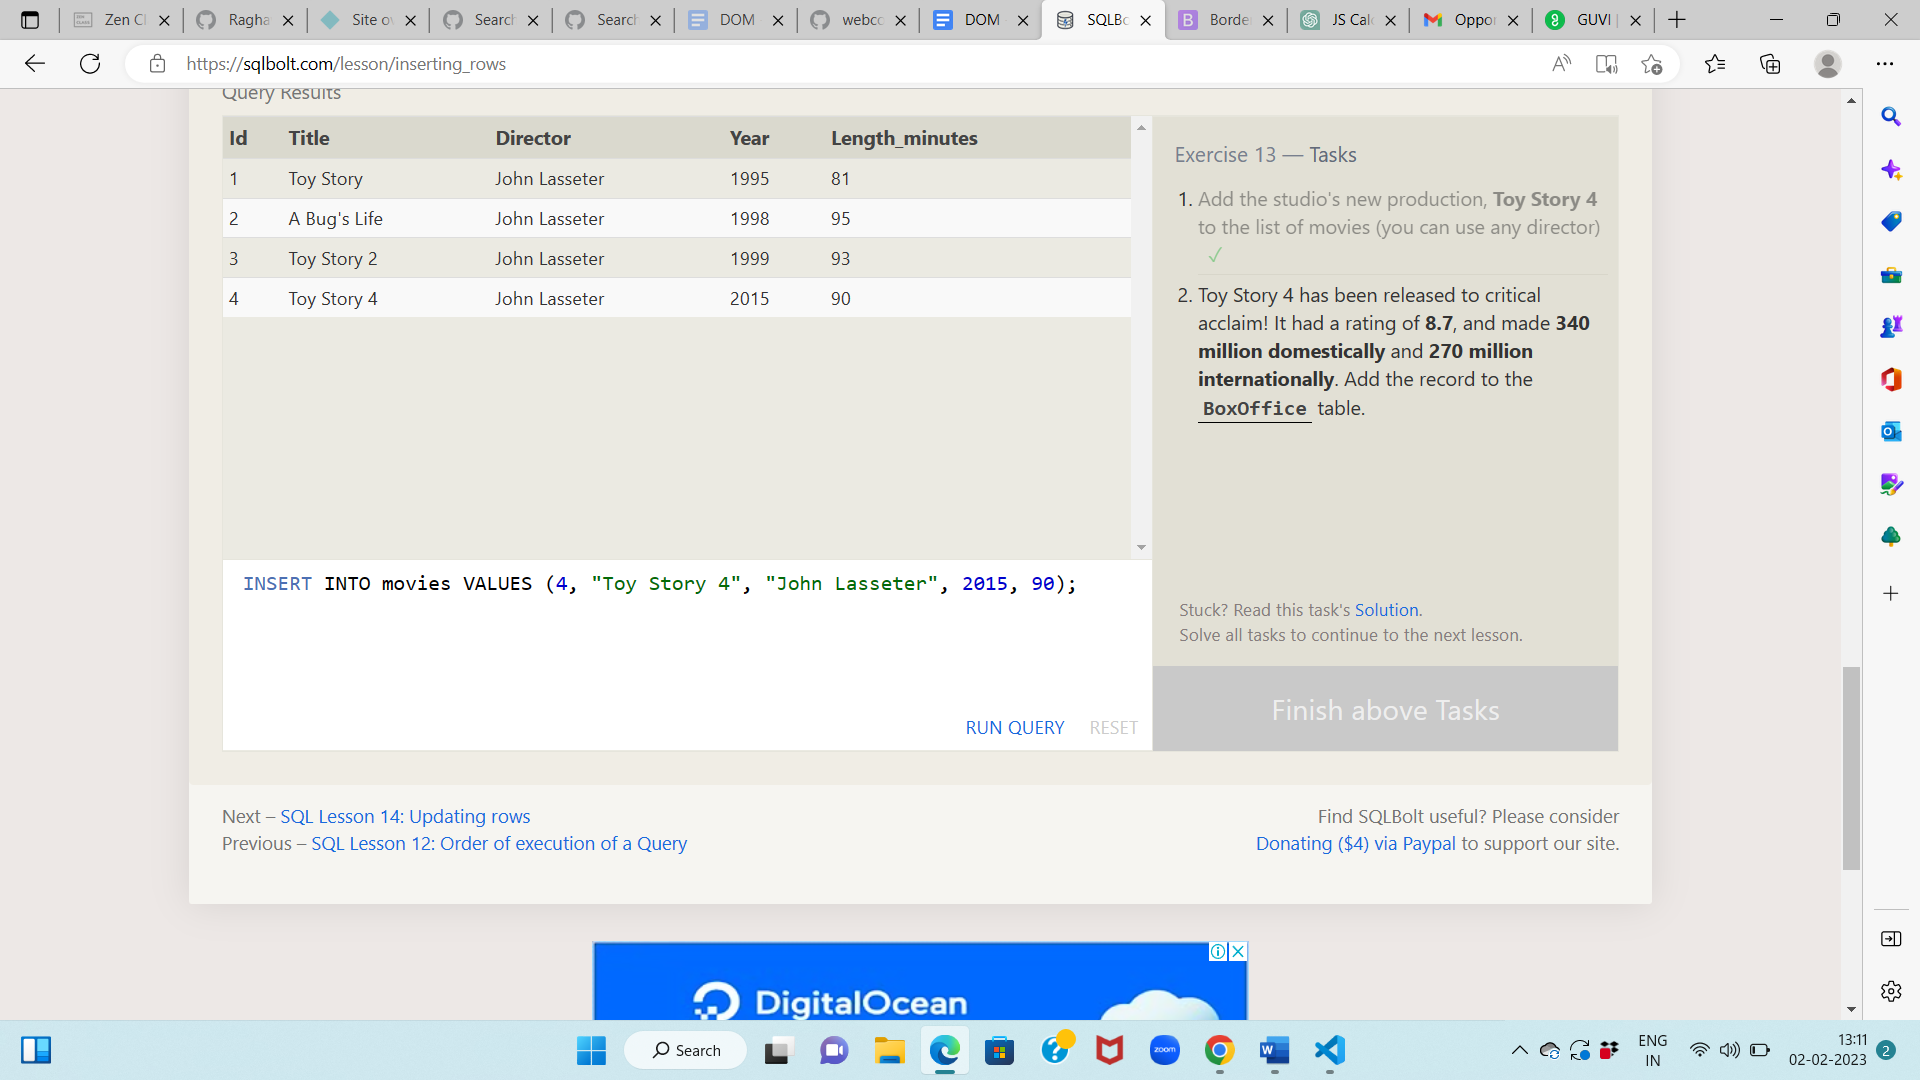 Zen Cl
Ragha
Site ov
Search
Search
DOM
webco
DOM
SQLBo
Border
JS Calc
Oppor
GUVI |
https://sqlbolt.com/lesson/inserting_rows
Query Results
Id Title Director Year Length_minutes
1 Toy Story John Lasseter 1995 81
2 A Bug's Life John Lasseter 1998 95
3 Toy Story 2 John Lasseter 1999 93
4 Toy Story 4 John Lasseter 2015 90
INSERT INTO movies VALUES (4, "Toy Story 4", "John Lasseter", 2015, 90);
RUN QUERY RESET
Exercise 13 — Tasks
1. Add the studio's new production, Toy Story 4
to the list of movies (you can use any director)
✓
2. Toy Story 4 has been released to critical
acclaim! It had a rating of 8.7, and made 340
million domestically and 270 million
internationally. Add the record to the
BoxOffice table.
Stuck? Read this task's Solution.
Solve all tasks to continue to the next lesson.
Finish above Tasks
Next – SQL Lesson 14: Updating rows
Previous – SQL Lesson 12: Order of execution of a Query
Find SQLBolt useful? Please consider
Donating ($4) via Paypal to support our site.
DigitalOcean
Search
zoom
ENG
IN
13:11
02-02-2023
2